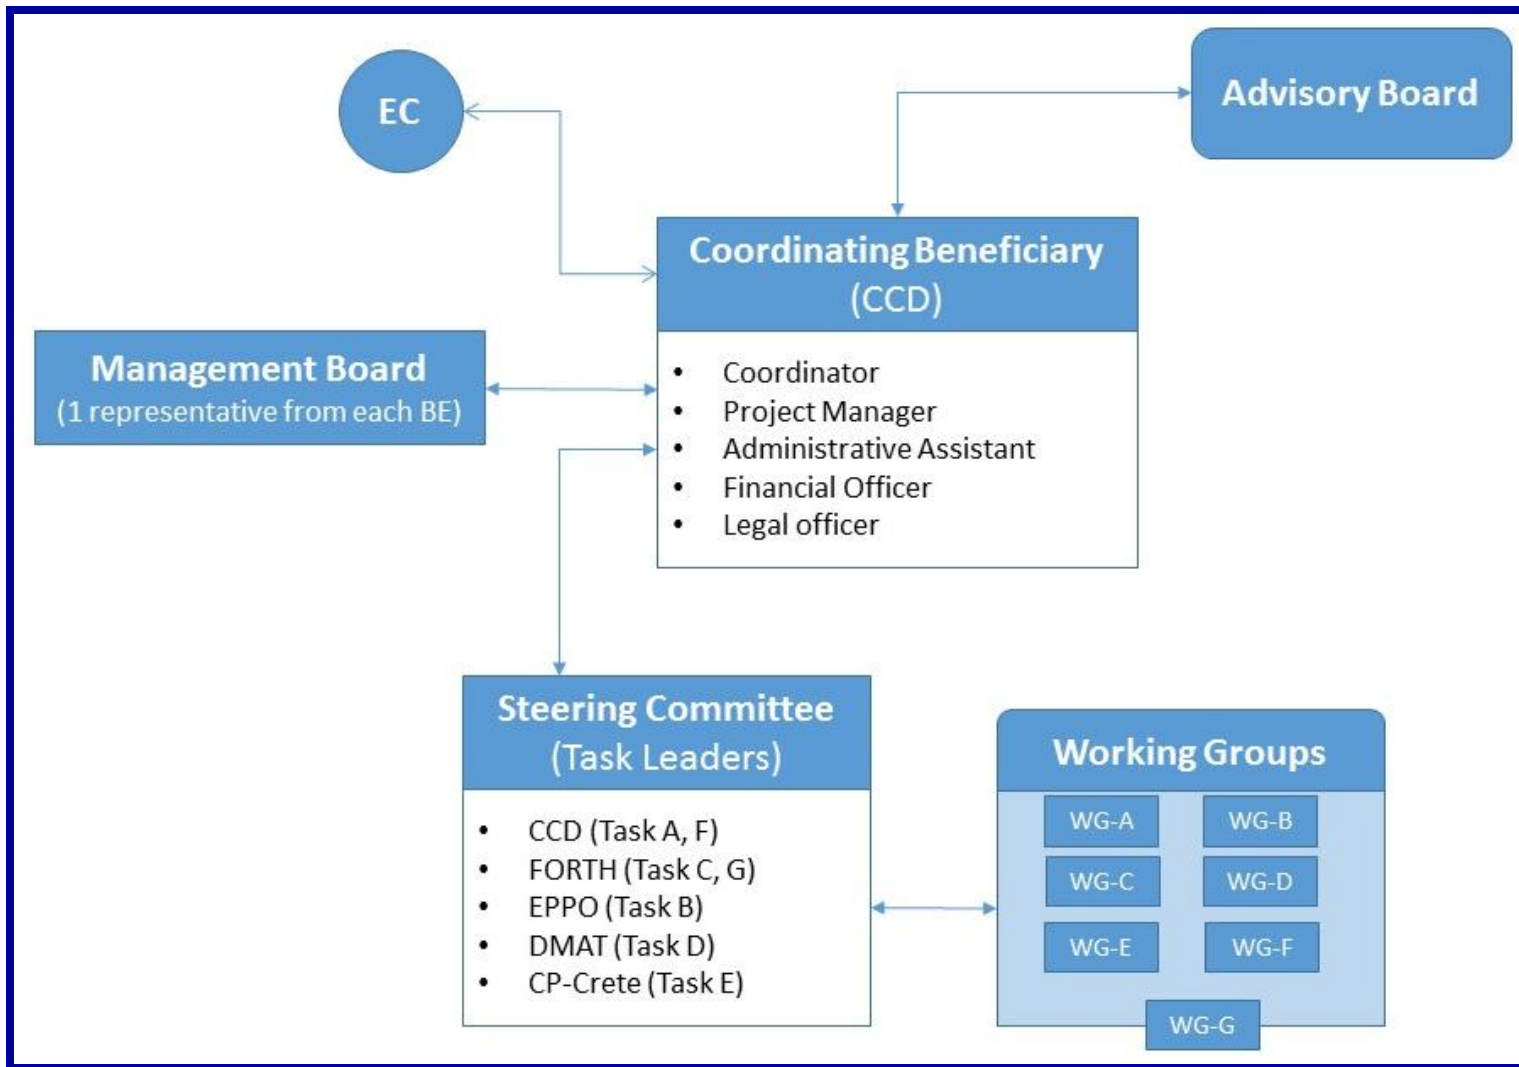 EC
Advisory Board
Coordinating Beneficiary
(CCD)
Management Board
(1 representative from each BE)
• Coordinator
• Project Manager
• Administrative Assistant
• Financial Officer
• Legal officer
Steering Committee
(Task Leaders)
• CCD (Task A, F)
• FORTH (Task C, G)
• EPPO (Task B)
• DMAT (Task D)
• CP-Crete (Task E)
Working Groups
WG-A WG-B
WG-C WG-D
WG-E WG-F
WG-G